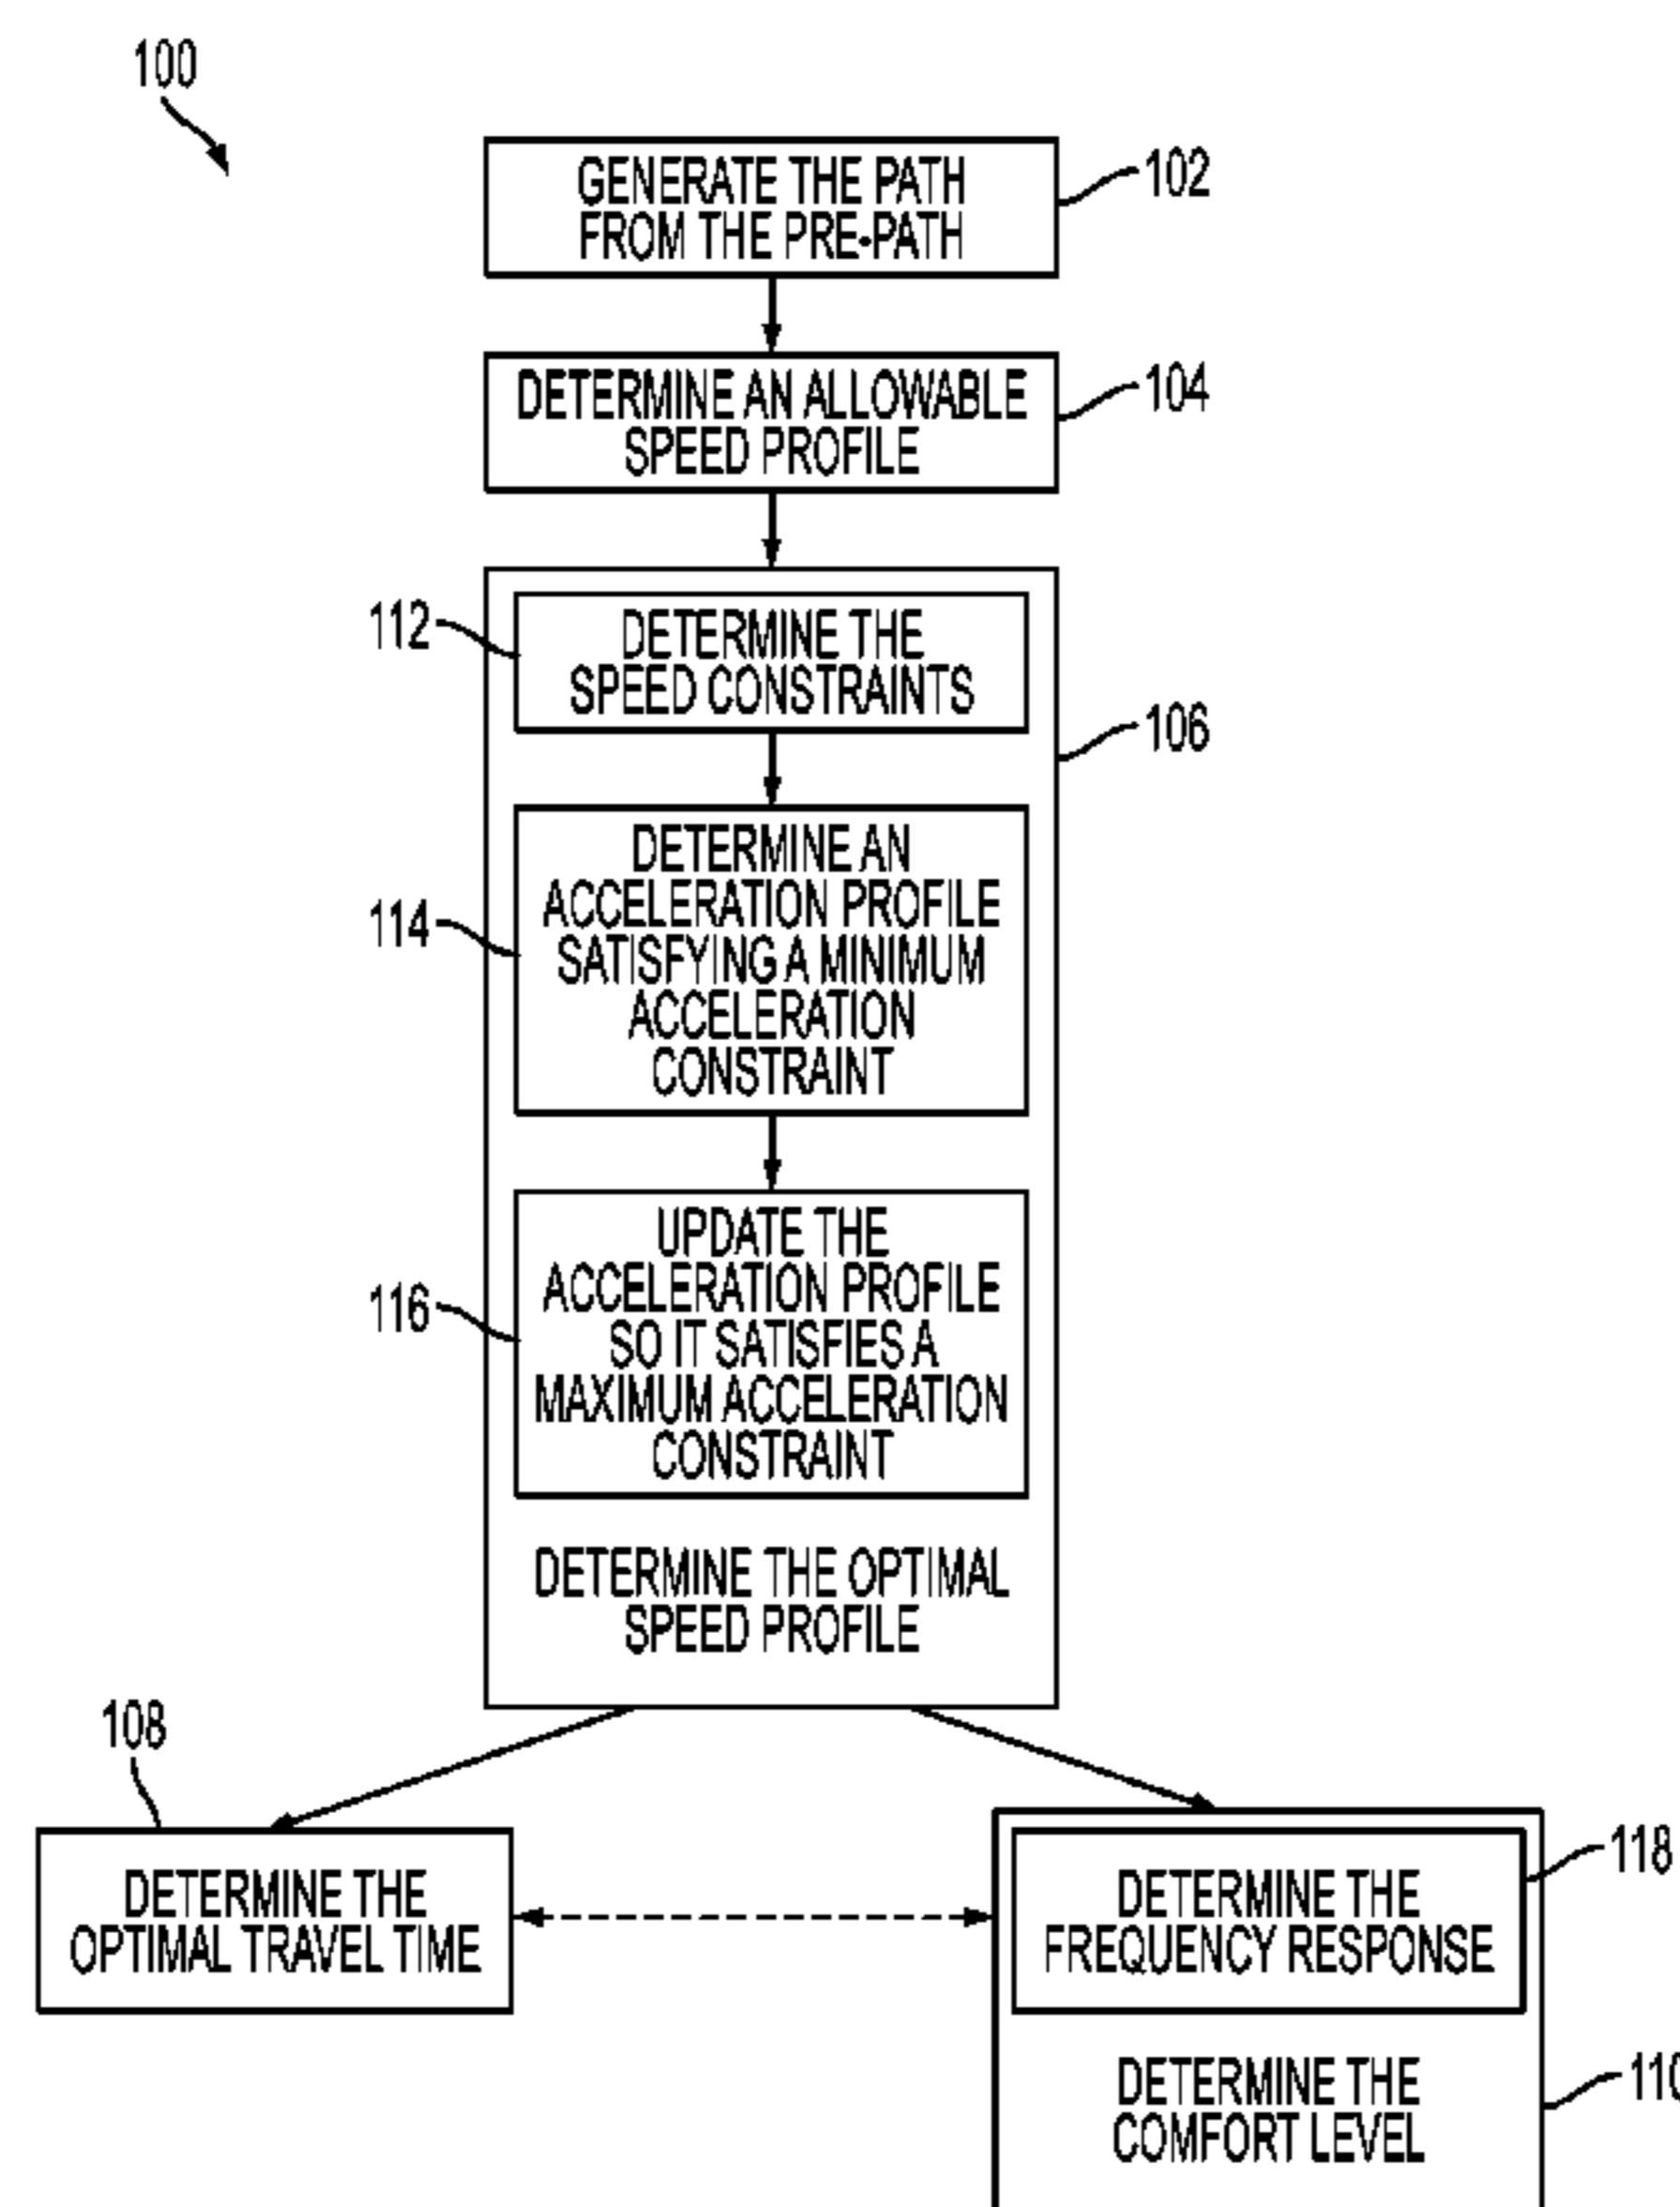 100
GENERATE THE PATH
FROM THE PRE-PATH
102
DETERMINE AN ALLOWABLE
SPEED PROFILE
104
112
DETERMINE THE
SPEED CONSTRAINTS
106
DETERMINE AN
ACCELERATION PROFILE
SATISFYING A MINIMUM
ACCELERATION
CONSTRAINT
114
UPDATE THE
ACCELERATION PROFILE
SO IT SATISFIES A
MAXIMUM ACCELERATION
CONSTRAINT
116
DETERMINE THE OPTIMAL
SPEED PROFILE
108
DETERMINE THE
OPTIMAL TRAVEL TIME
118
DETERMINE THE
FREQUENCY RESPONSE
DETERMINE THE
COMFORT LEVEL
110